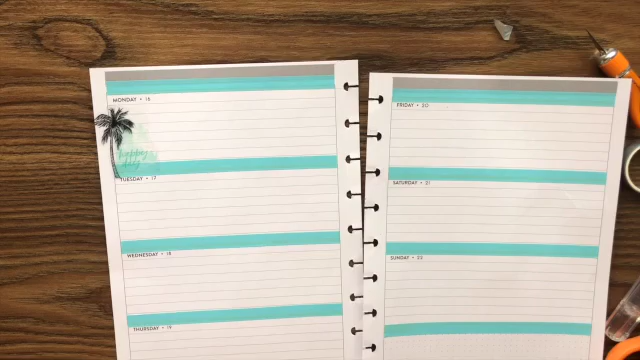 MONDAY • 16
TUESDAY • 17
WEDNESDAY • 18
THURSDAY • 19
FRIDAY • 20
SATURDAY • 21
SUNDAY • 22